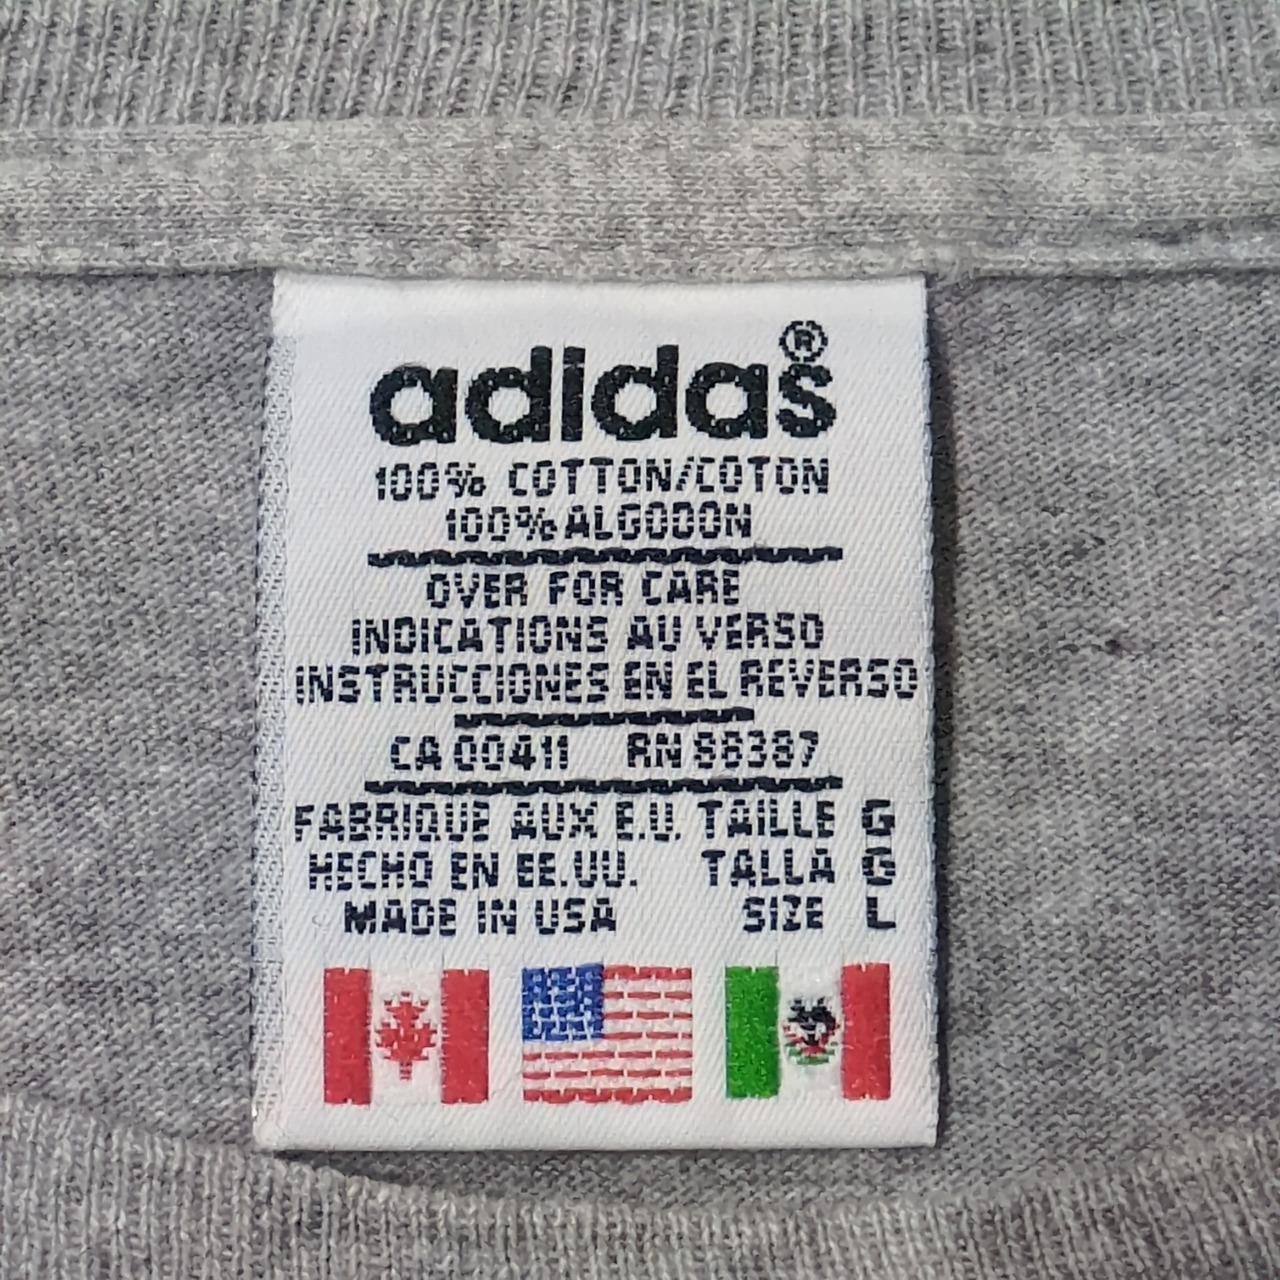 adidas®
100% COTTON/COTON
100% ALGODON
OVER FOR CARE
INDICATIONS AU VERSO
INSTRUCCIONES EN EL REVERSO
CA 00411 RN 88387
FABRIQUE AUX E.U. TAILLE G
HECHO EN EE.UU. TALLA G
MADE IN USA SIZE L